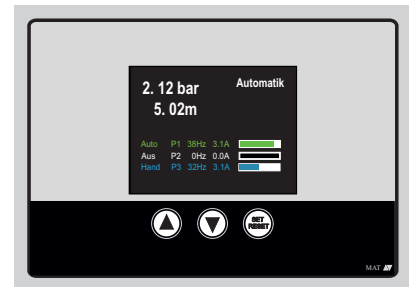 2. 12 bar Automatik
5. 02m
Auto P1 38Hz 3.1A
Aus P2 0Hz 0.0A
Hand P3 32Hz 3.1A
SET
RESET
MAT